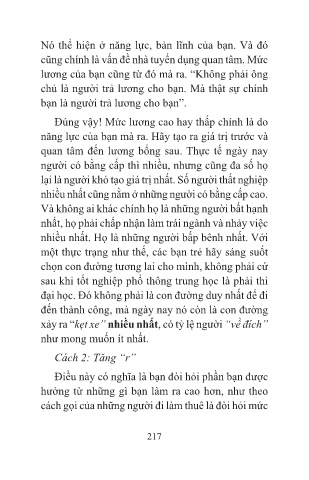 Nó thể hiện ở năng lực, bản lĩnh của bạn. Và đó
cũng chính là vấn đề nhà tuyển dụng quan tâm. Mức
lương của bạn cũng từ đó mà ra. “Không phải ông
chủ là người trả lương cho bạn. Mà thật sự chính
bạn là người trả lương cho bạn”.
Đúng vậy! Mức lương cao hay thấp chính là do
năng lực của bạn mà ra. Hãy tạo ra giá trị trước và
quan tâm đến lương bổng sau. Thực tế ngày nay
người có bằng cấp thì nhiều, nhưng cũng đa số họ
lại là người khó tạo giá trị nhất. Số người thất nghiệp
nhiều nhất cũng nằm ở những người có bằng cấp cao.
Và không ai khác chính họ là những người bất hạnh
nhất, họ phải chấp nhận làm trái ngành và nhảy việc
nhiều nhất. Họ là những người bấp bênh nhất. Với
một thực trạng như thế, các bạn trẻ hãy sáng suốt
chọn con đường tương lai cho mình, không phải cứ
sau khi tốt nghiệp phổ thông trung học là phải thi
đại học. Đó không phải là con đường duy nhất để đi
đến thành công, mà ngày nay nó còn là con đường
xảy ra “kẹt xe” nhiều nhất, có tỷ lệ người “về đích”
như mong muốn ít nhất.
Cách 2: Tăng “r”
Điều này có nghĩa là bạn đòi hỏi phần bạn được
hưởng từ những gì bạn làm ra cao hơn, như theo
cách gọi của những người đi làm thuê là đòi hỏi mức
217